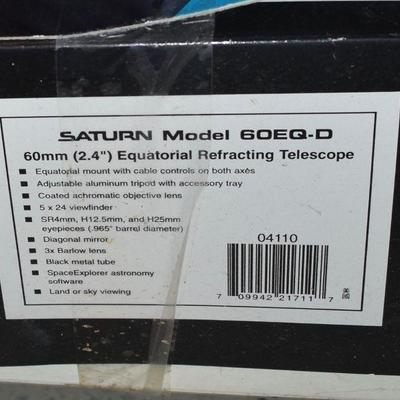 SATURN Model 60EQ-D
60mm (2.4") Equatorial Refracting Telescope
Equatorial mount with cable controls on both axes
Adjustable aluminum tripod with accessory tray
Coated achromatic objective lens
5 x 24 viewfinder
SR4mm, H12.5mm, and H25mm
eyepieces (.965" barrel diameter)
Diagonal mirror
3x Barlow lens
Black metal tube
SpaceExplorer astronomy
software
Land or sky viewing
04110
7 09942 21711 7